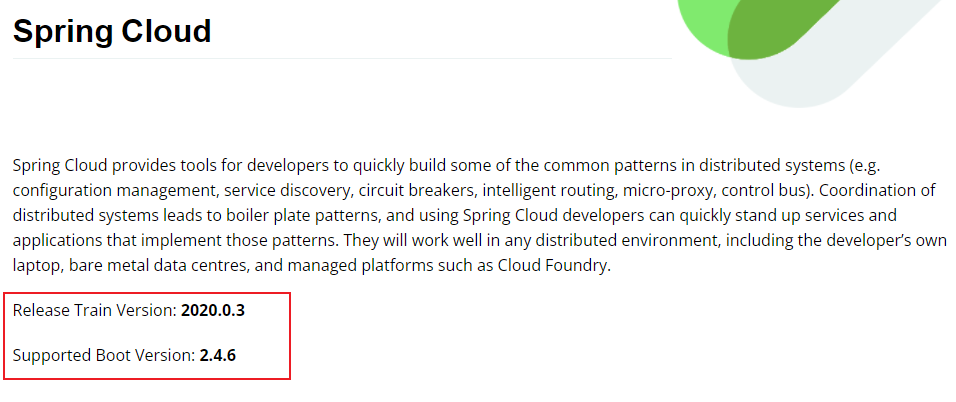 Spring Cloud
Spring Cloud provides tools for developers to quickly build some of the common patterns in distributed systems (e.g.
configuration management, service discovery, circuit breakers, intelligent routing, micro-proxy, control bus). Coordination of
distributed systems leads to boiler plate patterns, and using Spring Cloud developers can quickly stand up services and
applications that implement those patterns. They will work well in any distributed environment, including the developer’s own
laptop, bare metal data centres, and managed platforms such as Cloud Foundry.
Release Train Version: 2020.0.3
Supported Boot Version: 2.4.6